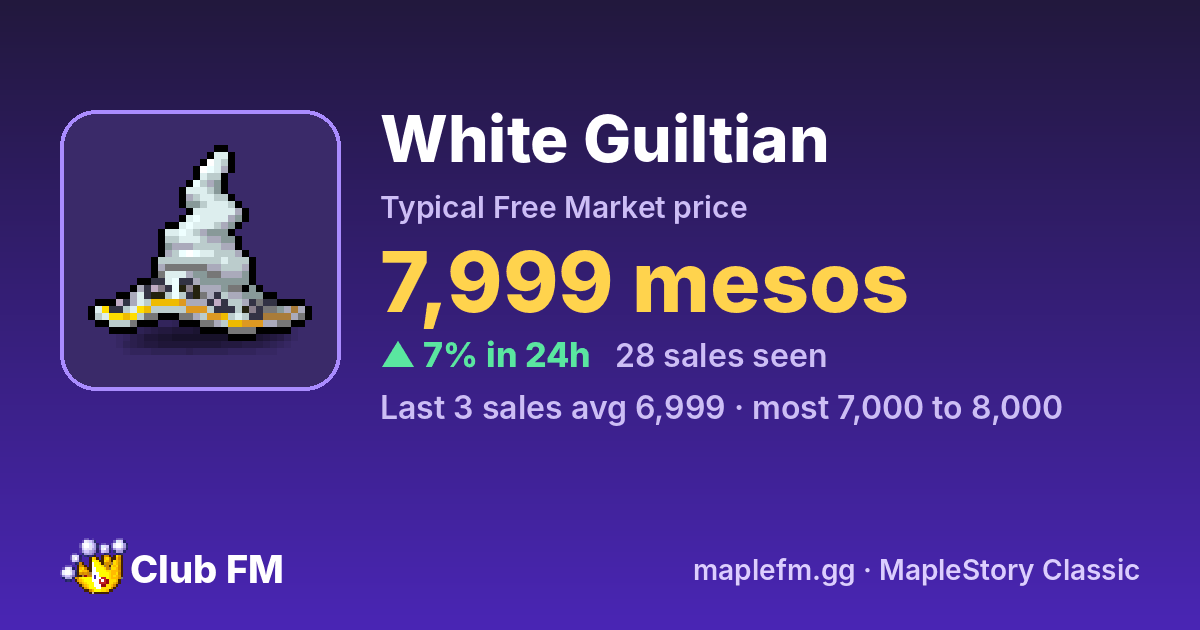 White Guiltian
Typical Free Market price
7,999 mesos
▲ 7% in 24h 28 sales seen
Last 3 sales avg 6,999 · most 7,000 to 8,000
Club FM
maplefm.gg · MapleStory Classic